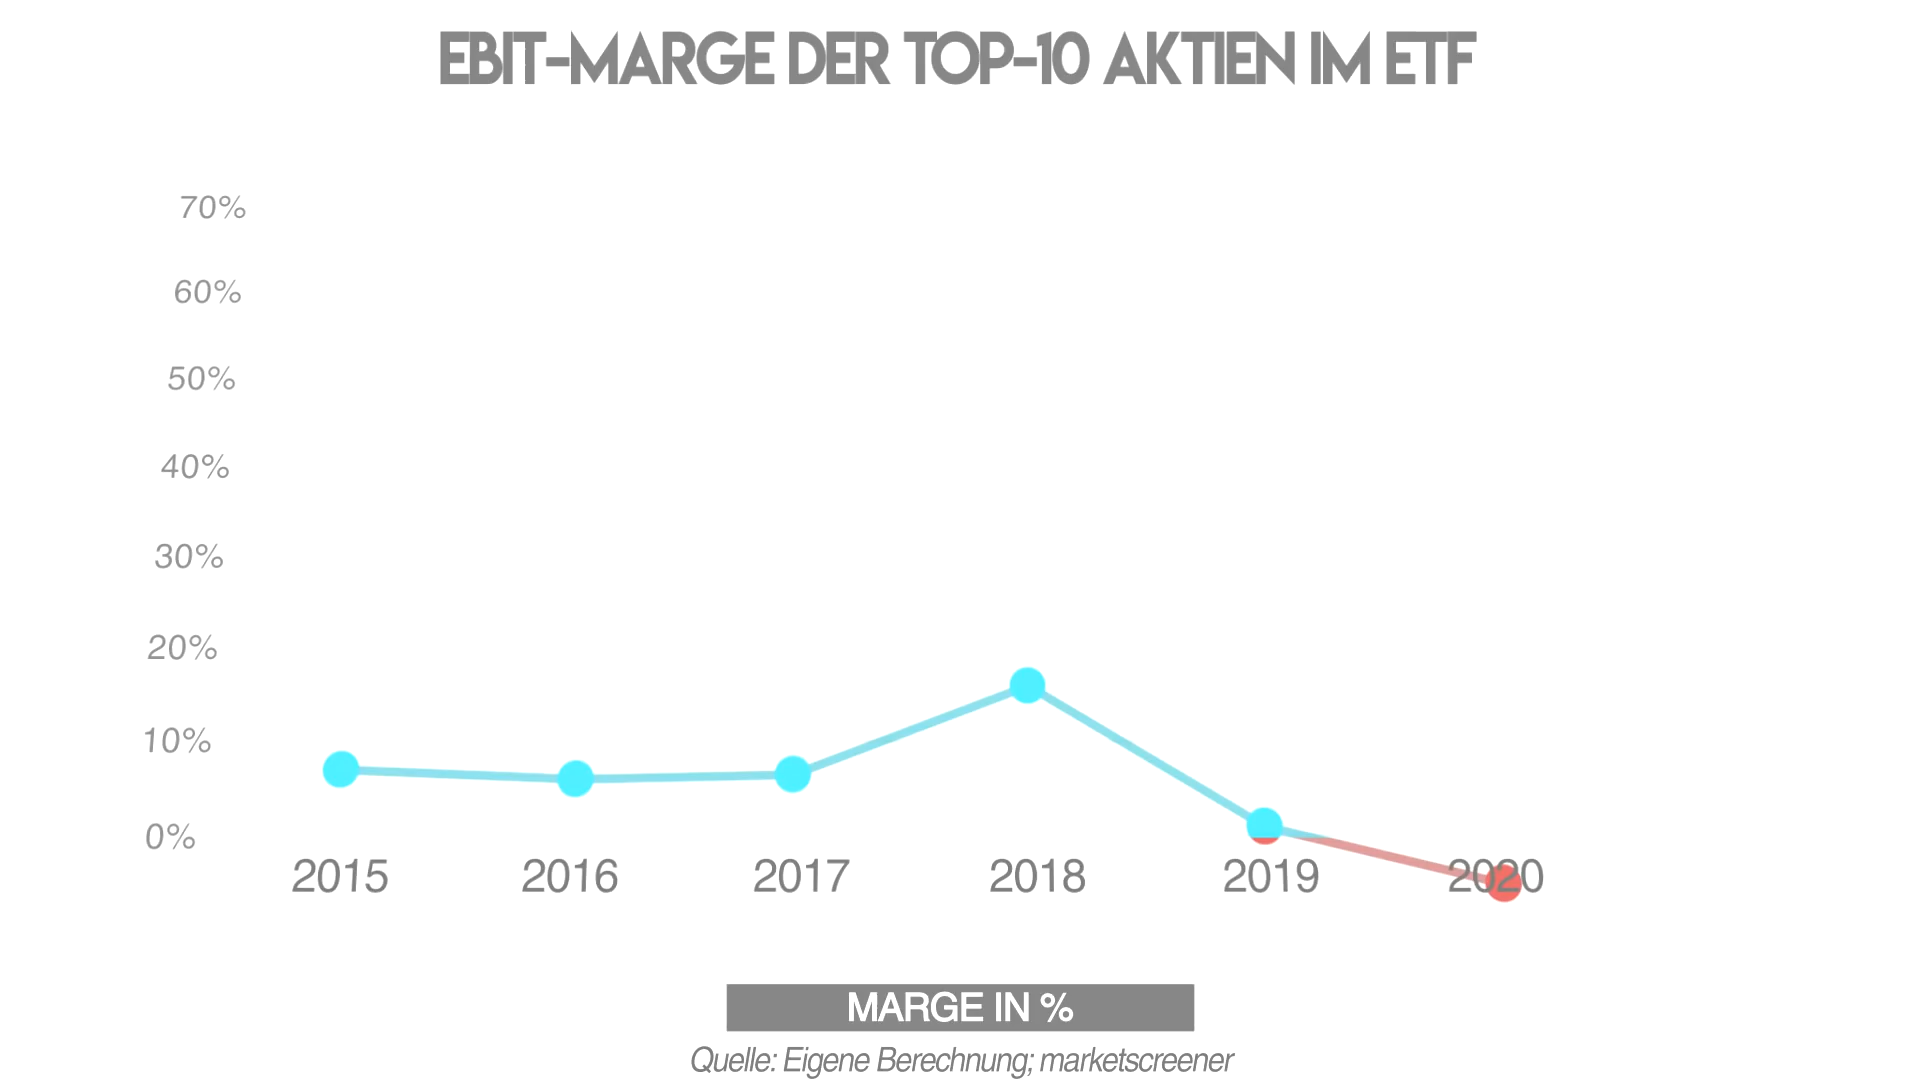 EBIT-MARGE DER TOP-10 AKTIEN IM ETF
70%
60%
50%
40%
30%
20%
10%
0%
2015 2016 2017 2018 2019 2020
MARGE IN %
Quelle: Eigene Berechnung; marketscreener